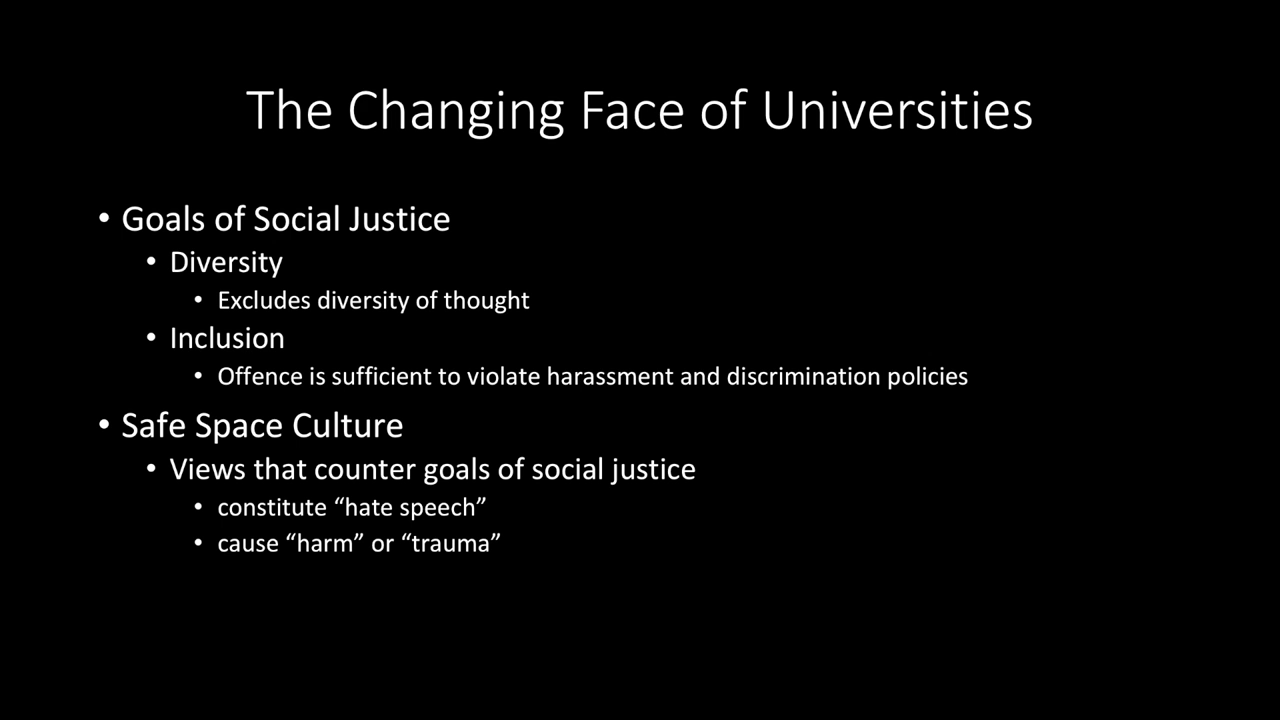 The Changing Face of Universities
• Goals of Social Justice
• Diversity
• Excludes diversity of thought
• Inclusion
• Offence is sufficient to violate harassment and discrimination policies
• Safe Space Culture
• Views that counter goals of social justice
• constitute “hate speech”
• cause “harm” or “trauma”